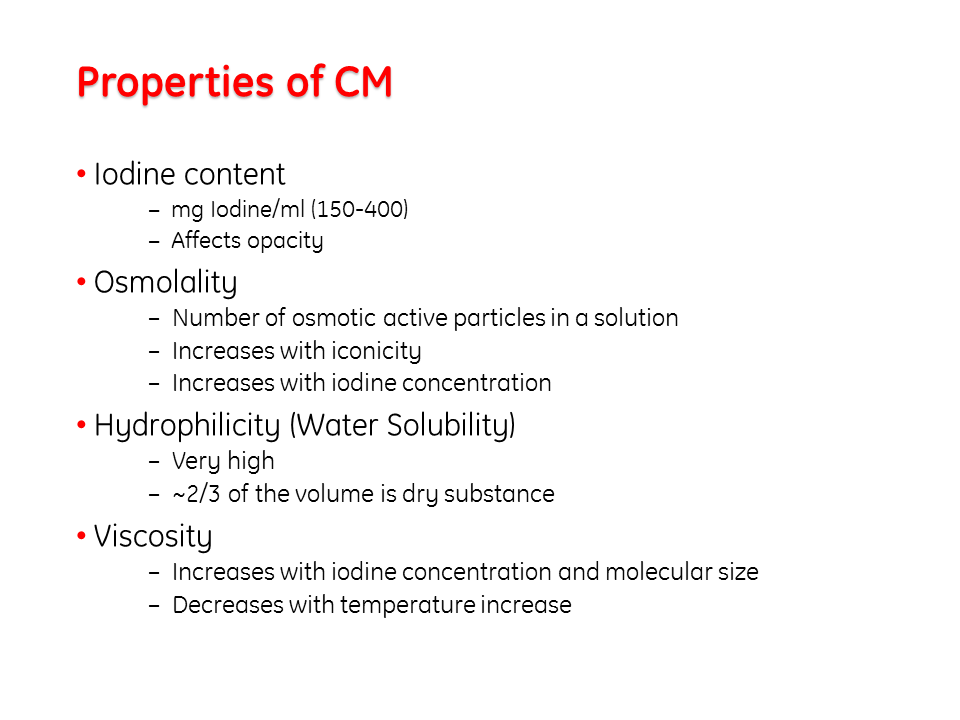 Properties of CM
• Iodine content
– mg Iodine/ml (150-400)
– Affects opacity
• Osmolality
– Number of osmotic active particles in a solution
– Increases with iconicity
– Increases with iodine concentration
• Hydrophilicity (Water Solubility)
– Very high
– ~2/3 of the volume is dry substance
• Viscosity
– Increases with iodine concentration and molecular size
– Decreases with temperature increase